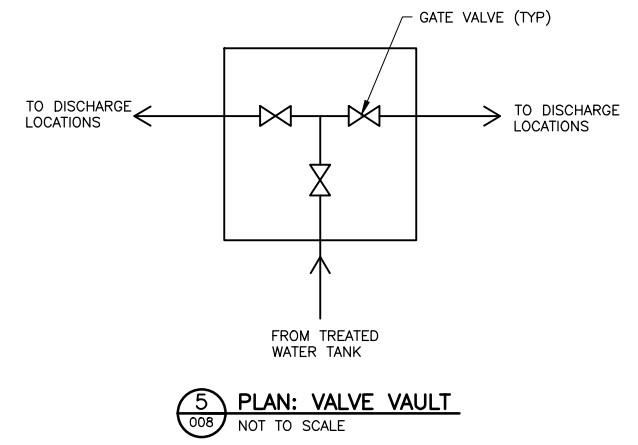 GATE VALVE (TYP)
TO DISCHARGE
LOCATIONS
TO DISCHARGE
LOCATIONS
FROM TREATED
WATER TANK
5
008
PLAN: VALVE VAULT
NOT TO SCALE